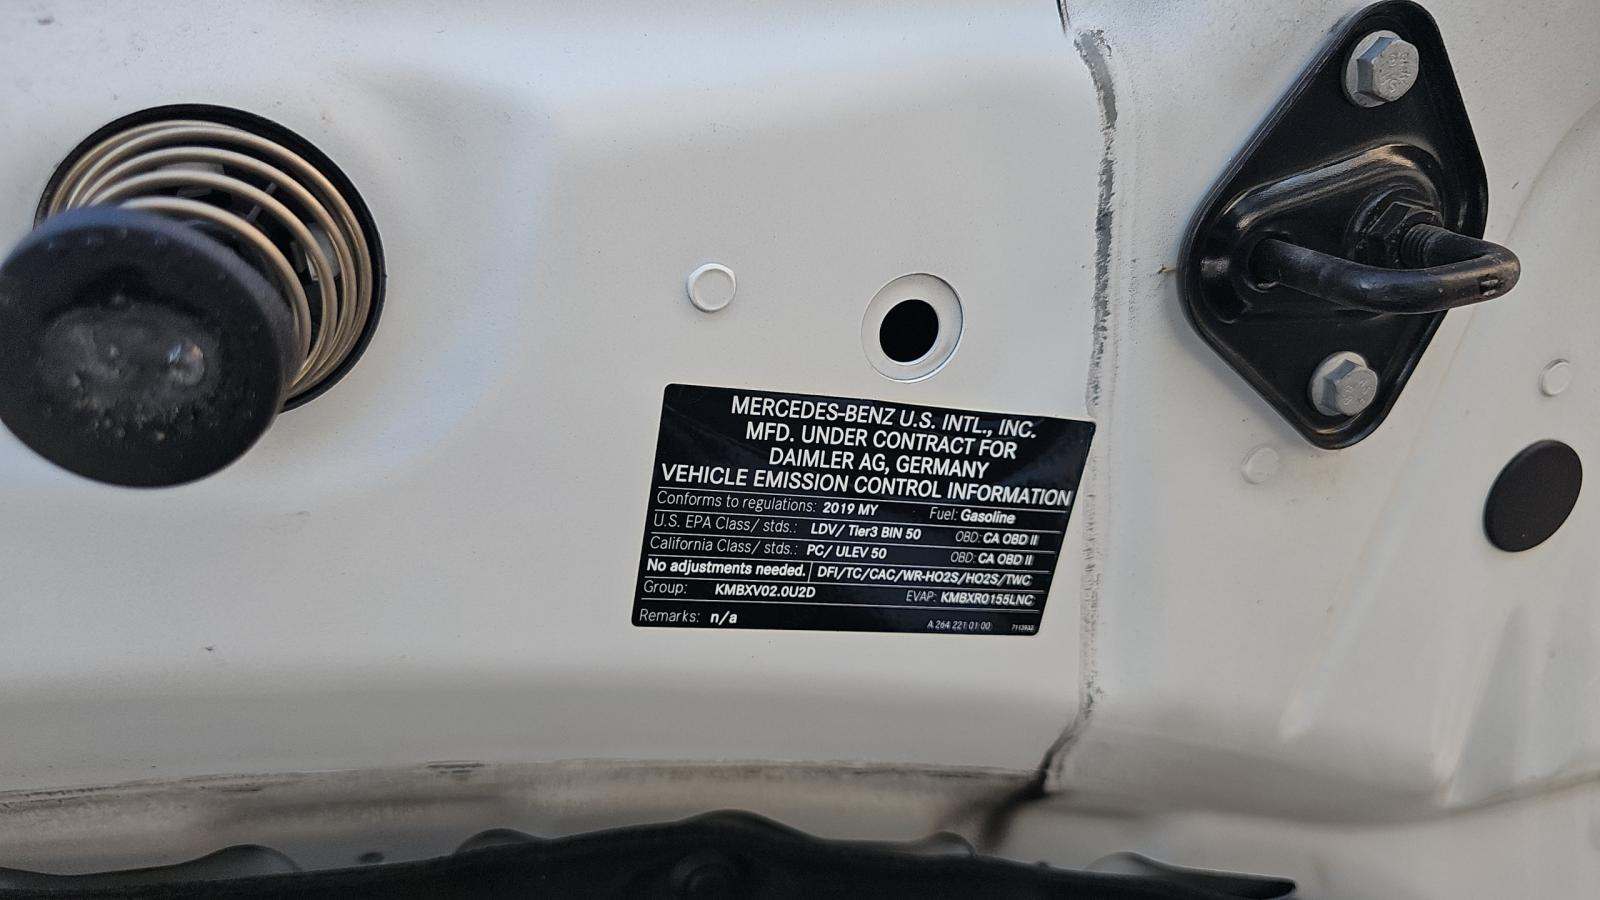 MERCEDES-BENZ U.S. INTL., INC.
MFD. UNDER CONTRACT FOR
DAIMLER AG, GERMANY
VEHICLE EMISSION CONTROL INFORMATION
Conforms to regulations: 2019 MY Fuel: Gasoline
U.S. EPA Class/ stds.: LDV/ Tier3 BIN 50 OBD: CA OBD II
California Class/ stds.: PC/ ULEV 50 OBD: CA OBD II
No adjustments needed. DFI/TC/CAC/WR-HO2S/HO2S/TWC
Group: KMBXV02.0U2D EVAP: KMBXR0155LNC
Remarks: n/a A 264 221 01 00